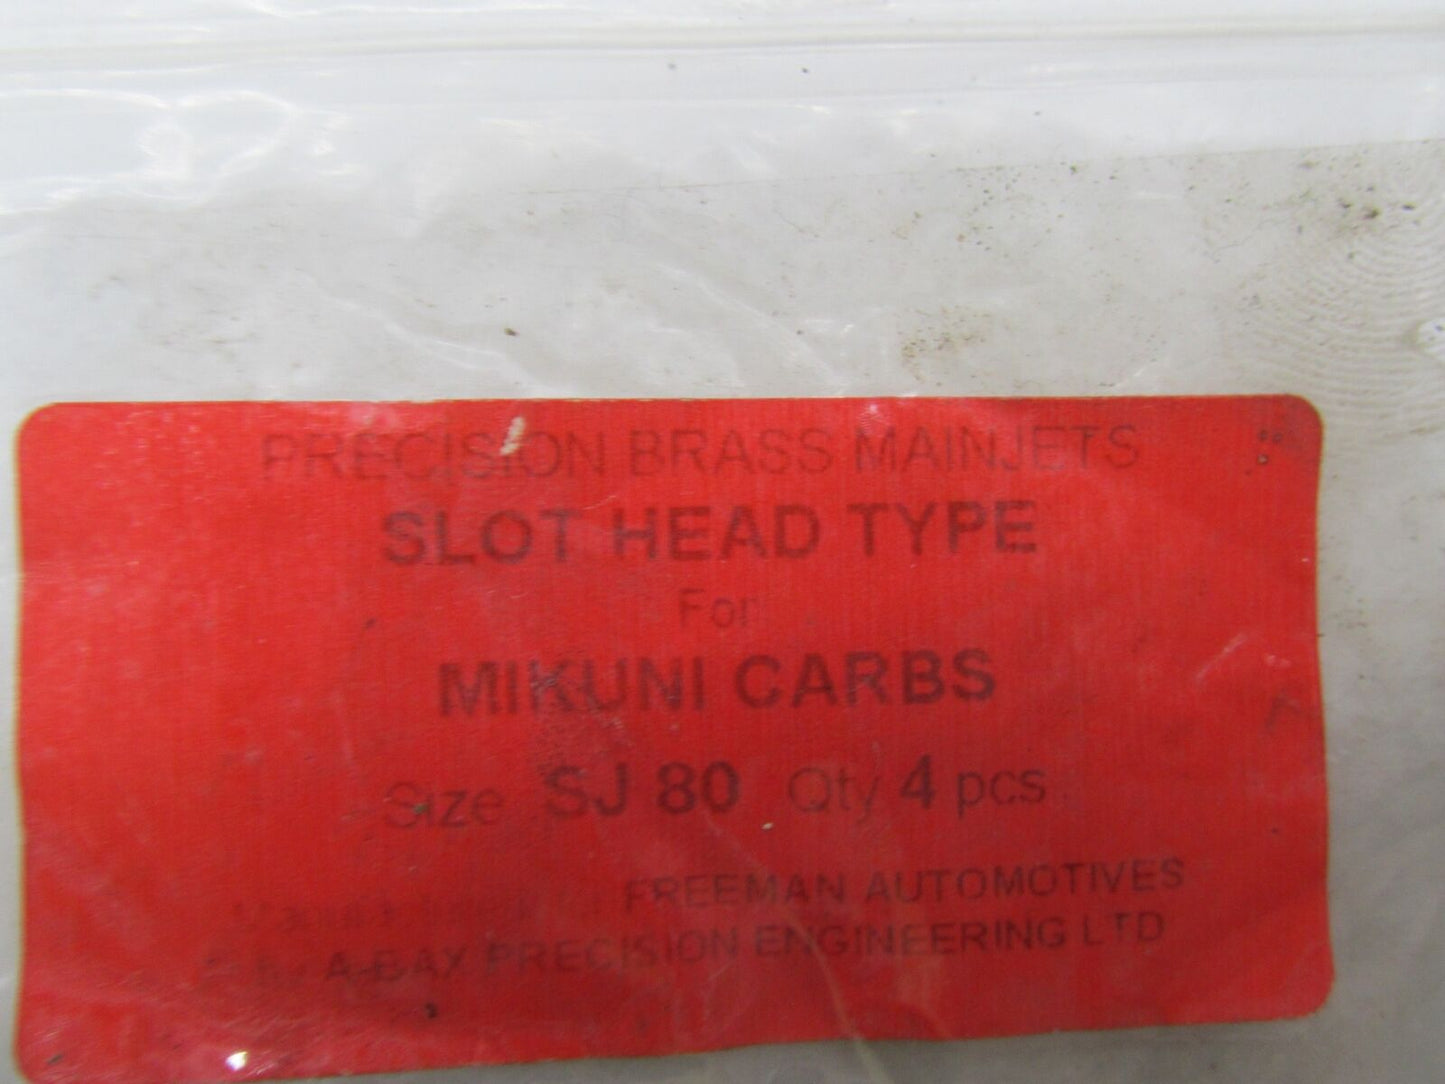 PRECISION BRASS MAINJETS
SLOT HEAD TYPE
For
MIKUNI CARBS
Size SJ 80 Qty 4 pcs
FREEMAN AUTOMOTIVES
A-BAY PRECISION ENGINEERING LTD